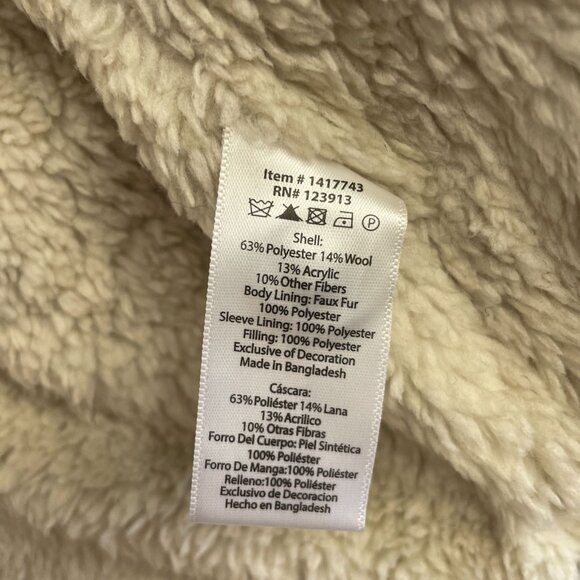 Item # 1417743
RN# 123913
P
Shell:
63% Polyester 14% Wool
13% Acrylic
10% Other Fibers
Body Lining: Faux Fur
100% Polyester
Sleeve Lining: 100% Polyester
Filling: 100% Polyester
Exclusive of Decoration
Made in Bangladesh
Cáscara:
63% Poliéster 14% Lana
13% Acrilico
10% Otras Fibras
Forro Del Cuerpo: Piel Sintética
100% Poliéster
Forro De Manga:100% Poliéster
Relleno:100% Poliéster
Exclusivo de Decoracion
Hecho en Bangladesh